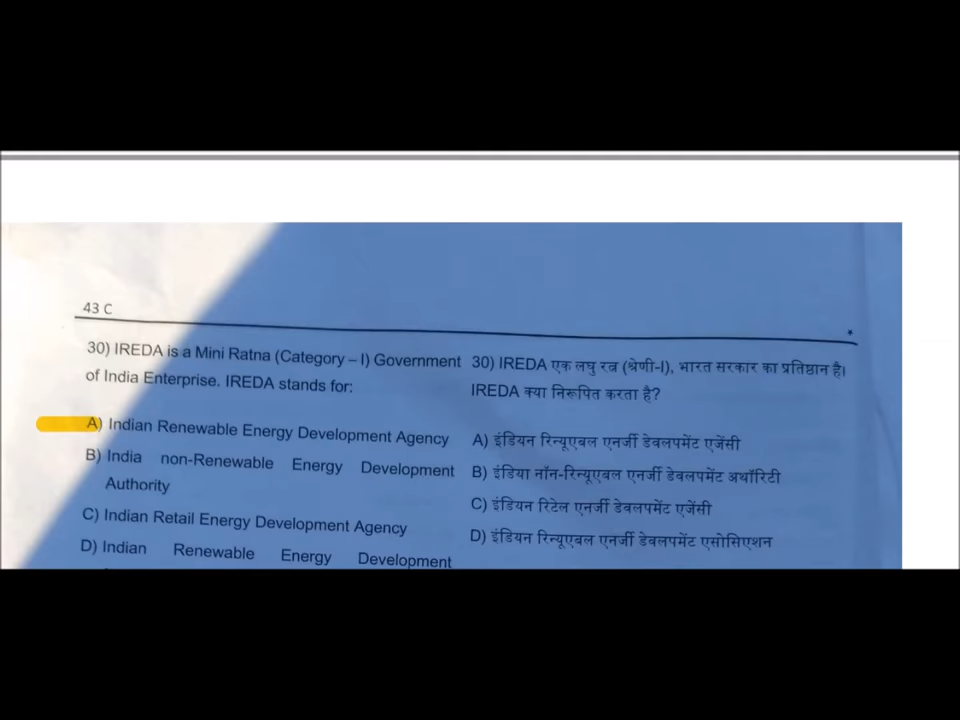 43 C
30) IREDA is a Mini Ratna (Category – I) Government
of India Enterprise. IREDA stands for:
A) Indian Renewable Energy Development Agency
B) India non-Renewable Energy Development
Authority
C) Indian Retail Energy Development Agency
D) Indian Renewable Energy Development
30) IREDA एक लघु रत्न (श्रेणी-I), भारत सरकार का प्रतिष्ठान है।
IREDA क्या निरूपित करता है?
A) इंडियन रिन्यूएबल एनर्जी डेवलपमेंट एजेंसी
B) इंडिया नॉन-रिन्यूएबल एनर्जी डेवलपमेंट अथॉरिटी
C) इंडियन रिटेल एनर्जी डेवलपमेंट एजेंसी
D) इंडियन रिन्यूएबल एनर्जी डेवलपमेंट एसोसिएशन